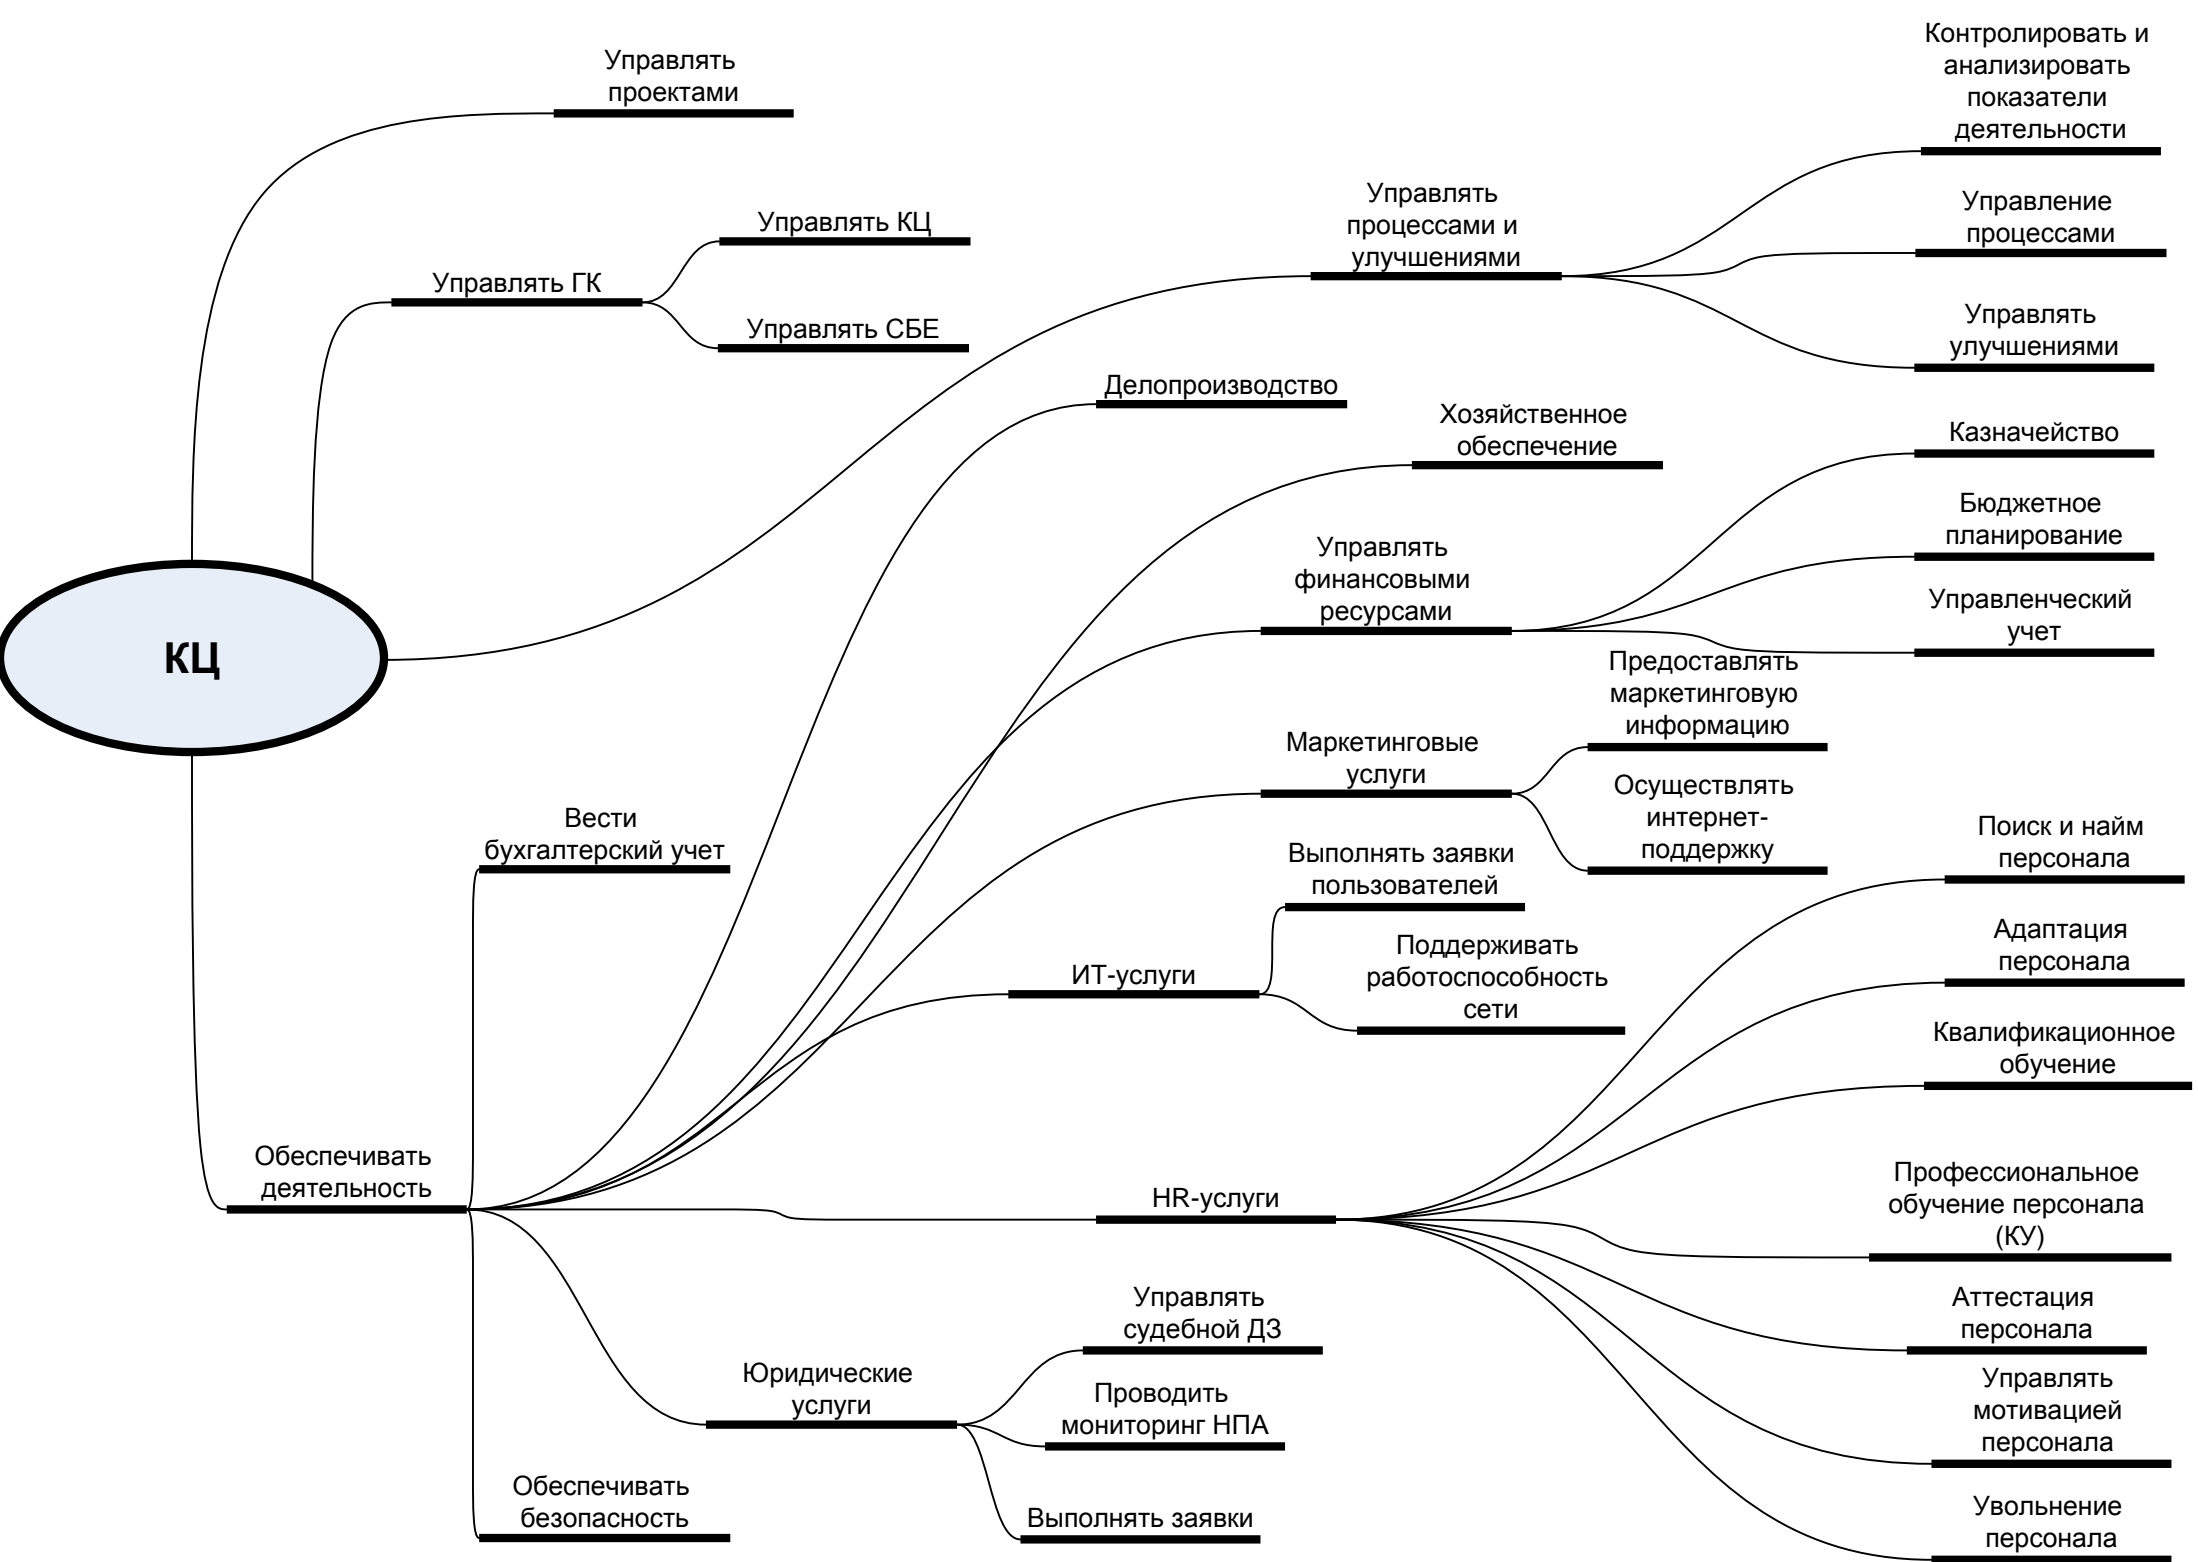 Управлять
проектами
Управлять ГК
Управлять КЦ
Управлять СБЕ
Управлять
процессами и
улучшениями
Контролировать и
анализировать
показатели
деятельности
Управление
процессами
Управлять
улучшениями
КЦ
Обеспечивать
деятельность
Вести
бухгалтерский учет
Делопроизводство
Хозяйственное
обеспечение
Управлять
финансовыми
ресурсами
Казначейство
Бюджетное
планирование
Управленческий
учет
Маркетинговые
услуги
Предоставлять
маркетинговую
информацию
Осуществлять
интернет-
поддержку
ИТ-услуги
Выполнять заявки
пользователей
Поддерживать
работоспособность
сети
HR-услуги
Поиск и найм
персонала
Адаптация
персонала
Квалификационное
обучение
Профессиональное
обучение персонала
(КУ)
Аттестация
персонала
Управлять
мотивацией
персонала
Увольнение
персонала
Юридические
услуги
Управлять
судебной ДЗ
Проводить
мониторинг НПА
Выполнять заявки
Обеспечивать
безопасность